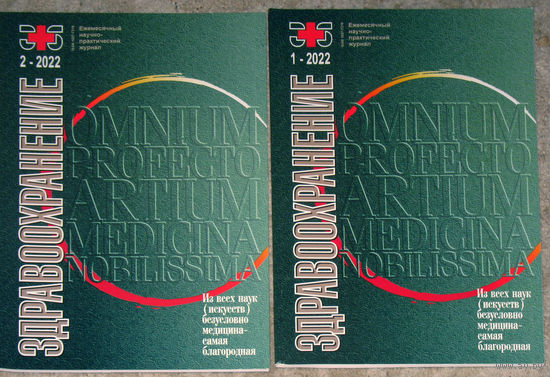 Ежемесячный
научно-
практический
журнал
2 - 2022
ЗДРАВООХРАНЕНИЕ
OMNIUM
PROFECTO
ARTIUM
MEDICINA
NOBILISSIMA
Из всех наук
(искусств)
безусловно
медицина-
самая
благородная
Ежемесячный
научно-
практический
журнал
1 - 2022
ЗДРАВООХРАНЕНИЕ
OMNIUM
PROFECTO
ARTIUM
MEDICINA
NOBILISSIMA
Из всех наук
(искусств)
безусловно
медицина-
самая
благородная